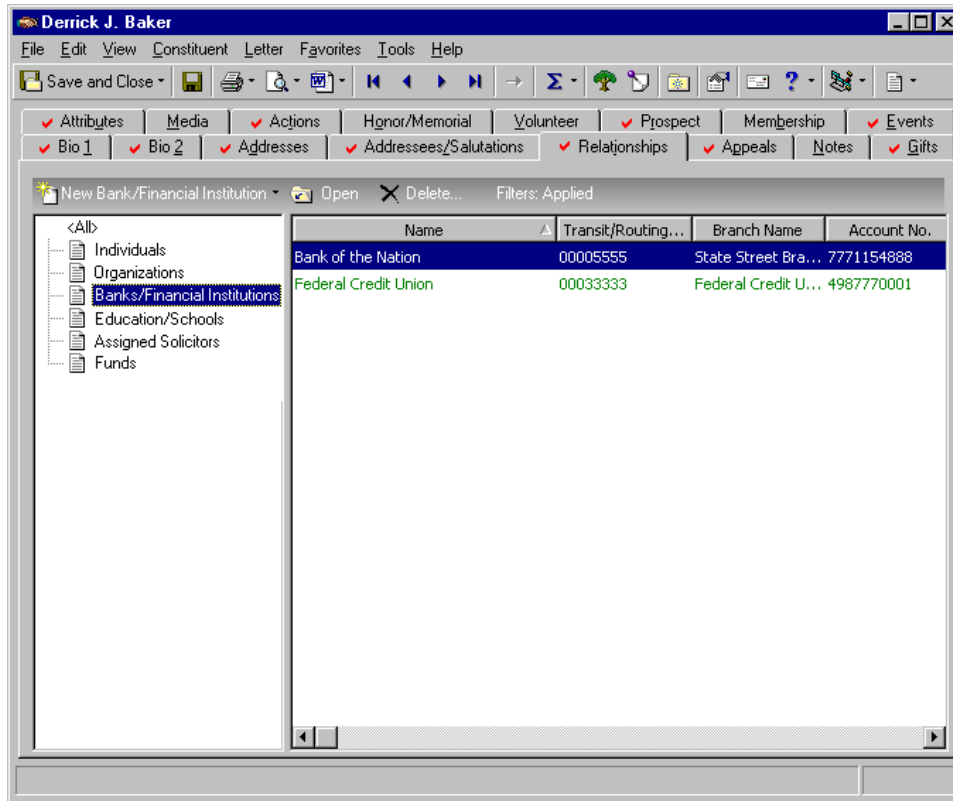 Derrick J. Baker
File Edit View Constituent Letter Favorites Tools Help
Save and Close
Attributes Media Actions Honor/Memorial Volunteer Prospect Membership Events
Bio 1 Bio 2 Addresses Addressees/Salutations Relationships Appeals Notes Gifts
New Bank/Financial Institution Open Delete... Filters: Applied
<All>
Individuals
Organizations
Banks/Financial Institutions
Education/Schools
Assigned Solicitors
Funds
Name Transit/Routing... Branch Name Account No.
Bank of the Nation 00005555 State Street Bra... 7771154888
Federal Credit Union 00033333 Federal Credit U... 4987770001